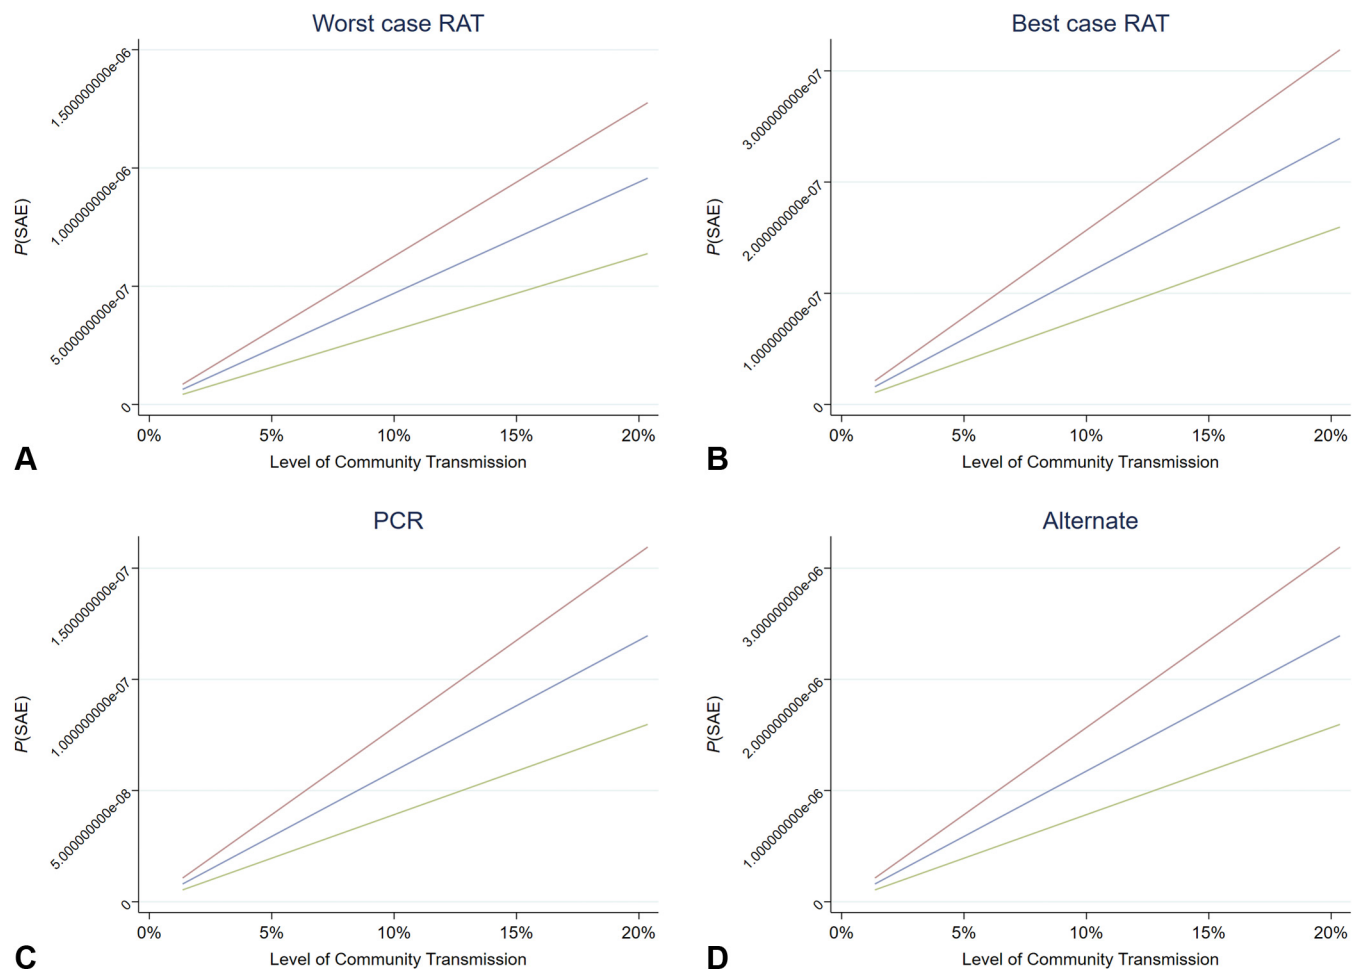 Worst case RAT
P(SAE)
1.500000000e-06
1.000000000e-06
5.000000000e-07
0
0% 5% 10% 15% 20%
Level of Community Transmission
A
Best case RAT
P(SAE)
3.000000000e-07
2.000000000e-07
1.000000000e-07
0
0% 5% 10% 15% 20%
Level of Community Transmission
B
PCR
P(SAE)
1.500000000e-07
1.000000000e-07
5.000000000e-08
0
0% 5% 10% 15% 20%
Level of Community Transmission
C
Alternate
P(SAE)
3.000000000e-06
2.000000000e-06
1.000000000e-06
0
0% 5% 10% 15% 20%
Level of Community Transmission
D